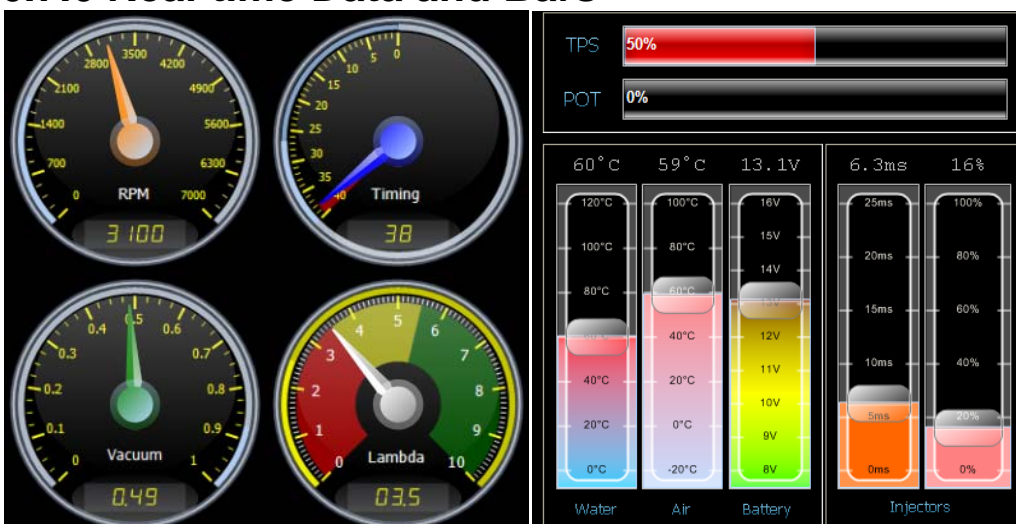 Real-time Data and Bars
0
700
1400
2100
2800
3500
4200
4900
5600
6300
7000
RPM
3100
0
5
10
15
20
25
30
35
40
Timing
38
0
0.1
0.2
0.3
0.4
0.5
0.6
0.7
0.8
0.9
1
Vacuum
0.49
0
1
2
3
4
5
6
7
8
9
10
Lambda
03.5
TPS 50%
POT 0%
60°C 59°C 13.1V
120°C 100°C 16V
100°C 80°C 15V
14V
80°C 60°C 13V
60°C 40°C 12V
11V
40°C 20°C
10V
20°C 0°C
9V
0°C -20°C 8V
Water Air Battery
6.3ms 16%
25ms 100%
20ms 80%
15ms 60%
10ms 40%
5ms 20%
0ms 0%
Injectors